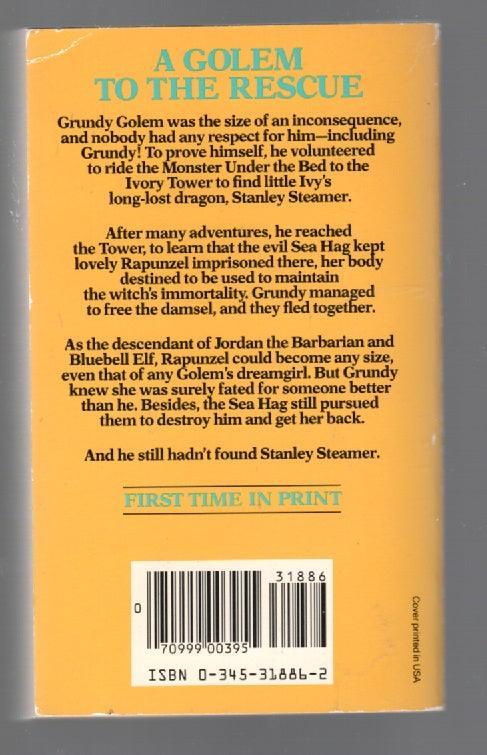 A GOLEM
TO THE RESCUE
Grundy Golem was the size of an inconsequence,
and nobody had any respect for him—including
Grundy! To prove himself, he volunteered
to ride the Monster Under the Bed to the
Ivory Tower to find little Ivy's
long-lost dragon, Stanley Steamer.
After many adventures, he reached
the Tower, to learn that the evil Sea Hag kept
lovely Rapunzel imprisoned there, her body
destined to be used to maintain
the witch's immortality. Grundy managed
to free the damsel, and they fled together.
As the descendant of Jordan the Barbarian and
Bluebell Elf, Rapunzel could become any size,
even that of any Golem's dreamgirl. But Grundy
knew she was surely fated for someone better
than he. Besides, the Sea Hag still pursued
them to destroy him and get her back.
And he still hadn't found Stanley Steamer.
FIRST TIME IN PRINT
31886
0
70999 00395
ISBN 0-345-31886-2
Cover printed in USA